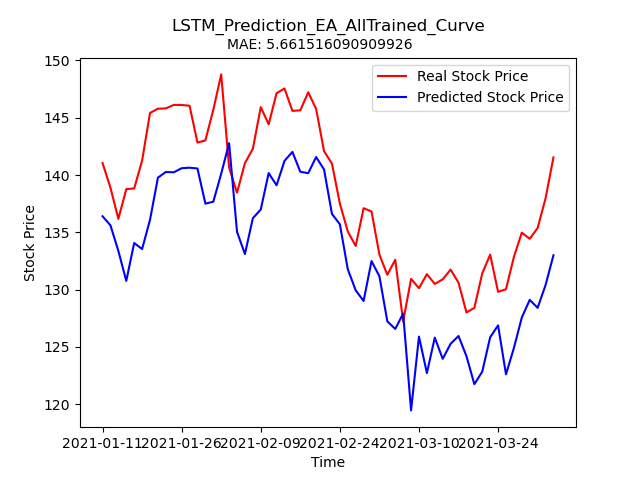 LSTM_Prediction_EA_AllTrained_Curve
MAE: 5.661516090909926
Real Stock Price
Predicted Stock Price
150
145
140
135
130
125
120
Stock Price
2021-01-11
2021-01-26
2021-02-09
2021-02-24
2021-03-10
2021-03-24
Time